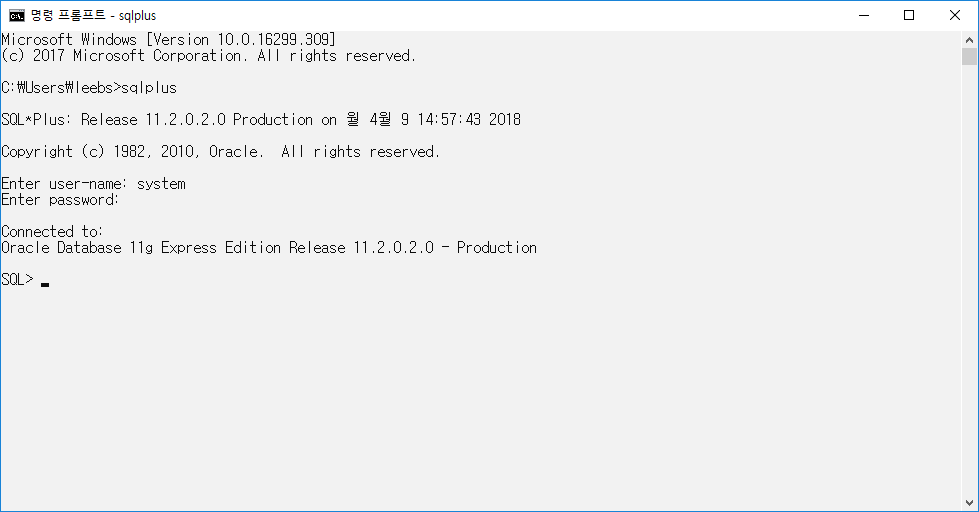 명령 프롬프트 - sqlplus
Microsoft Windows [Version 10.0.16299.309]
(c) 2017 Microsoft Corporation. All rights reserved.
C:₩Users₩leebs>sqlplus
SQL*Plus: Release 11.2.0.2.0 Production on 월 4월 9 14:57:43 2018
Copyright (c) 1982, 2010, Oracle.  All rights reserved.
Enter user-name: system
Enter password:
Connected to:
Oracle Database 11g Express Edition Release 11.2.0.2.0 - Production
SQL>